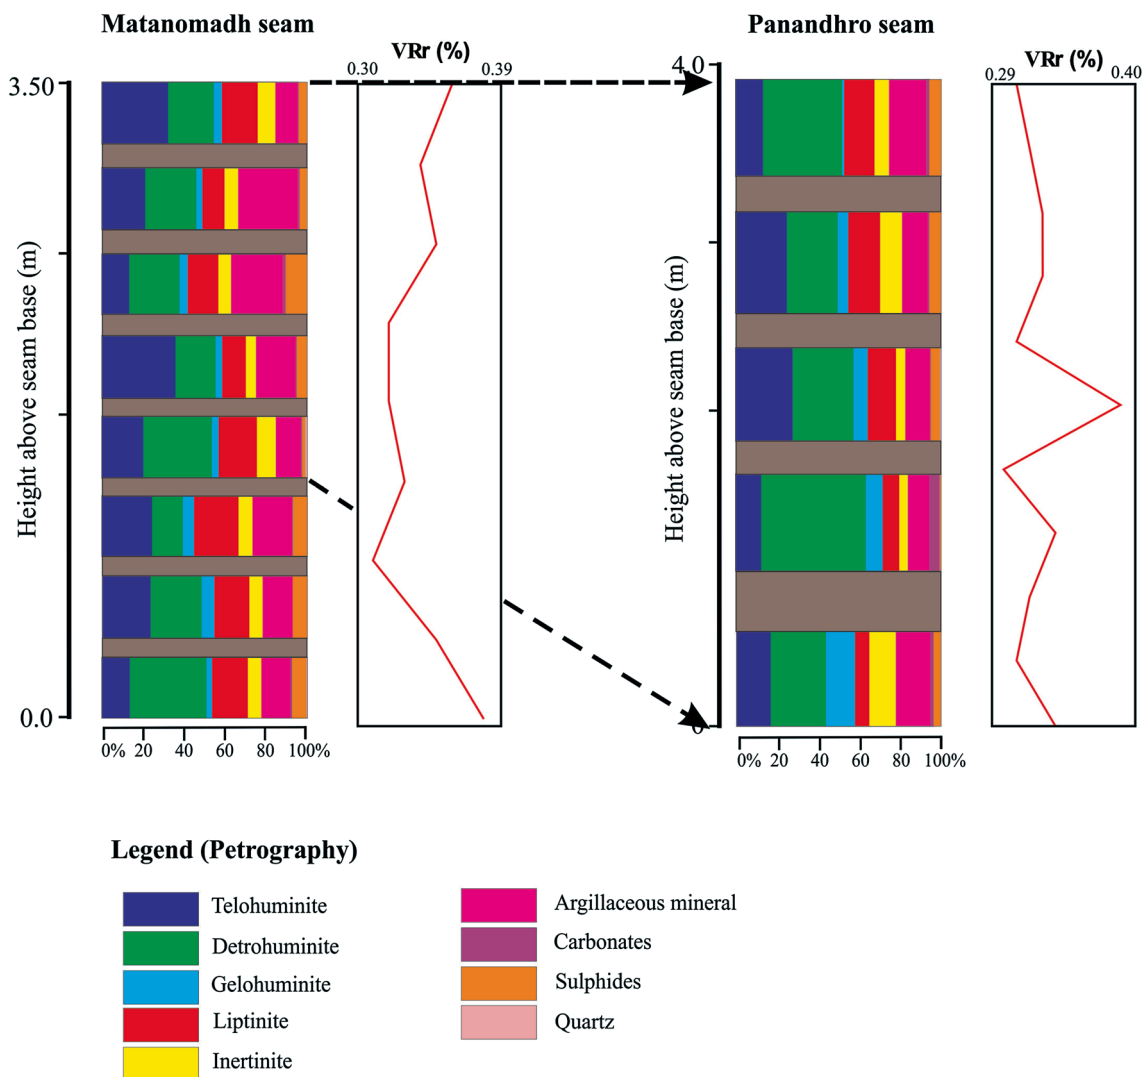 Matanomadh seam
Panandhro seam
VRr (%)
0.30 0.39
VRr (%)
0.29 0.40
3.50
4.0
Height above seam base (m)
Height above seam base (m)
0.0
0
0% 20 40 60 80 100%
0% 20 40 60 80 100%
Legend (Petrography)
Telohuminite
Detrohuminite
Gelohuminite
Liptinite
Inertinite
Argillaceous mineral
Carbonates
Sulphides
Quartz